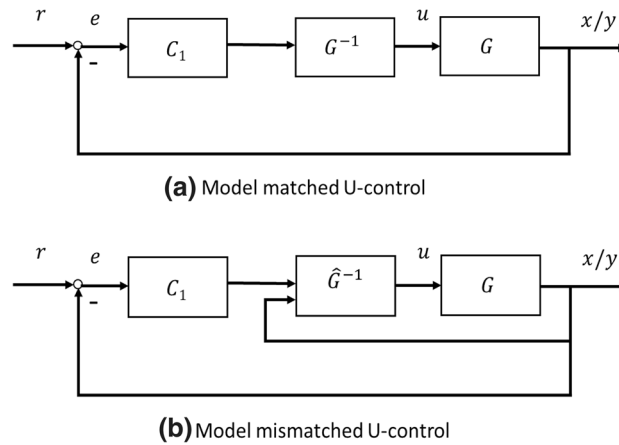 r e C₁ G⁻¹ u G x/y
-
(a) Model matched U-control
r e C₁ Ĝ⁻¹ u G x/y
-
(b) Model mismatched U-control